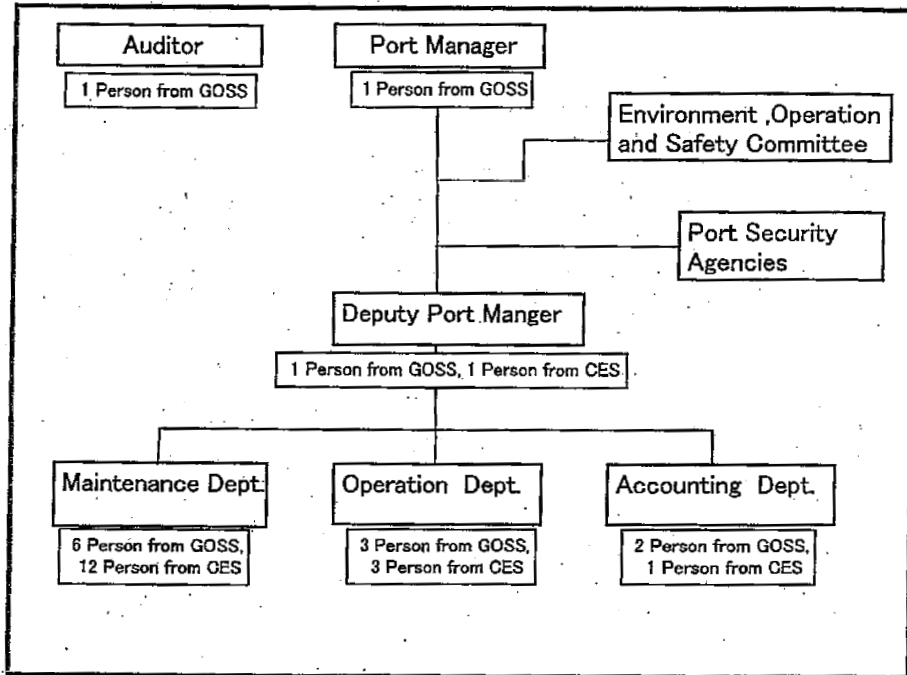 Auditor
1 Person from GOSS
Port Manager
1 Person from GOSS
Environment ,Operation
and Safety Committee
Port Security
Agencies
Deputy Port Manger
1 Person from GOSS, 1 Person from CES
Maintenance Dept.
6 Person from GOSS,
12 Person from CES
Operation Dept.
3 Person from GOSS,
3 Person from CES
Accounting Dept.
2 Person from GOSS,
1 Person from CES